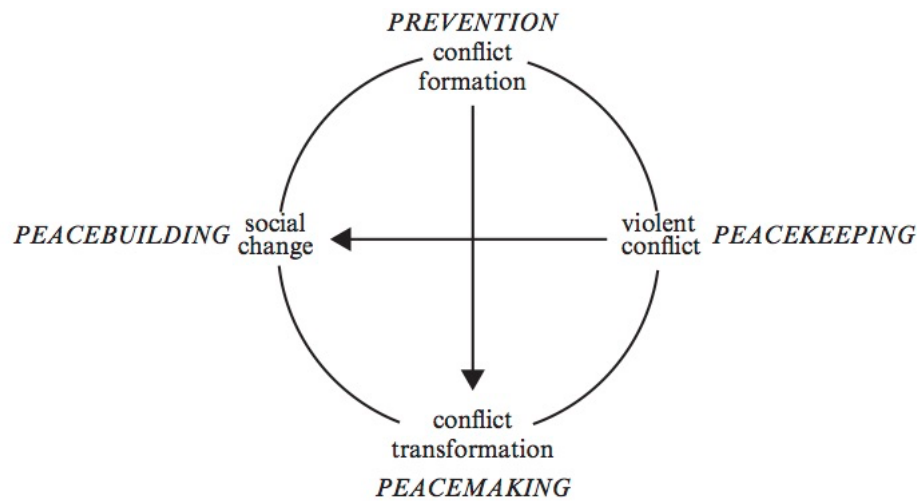 PREVENTION
conflict
formation
PEACEBUILDING social
change
violent
conflict PEACEKEEPING
conflict
transformation
PEACEMAKING